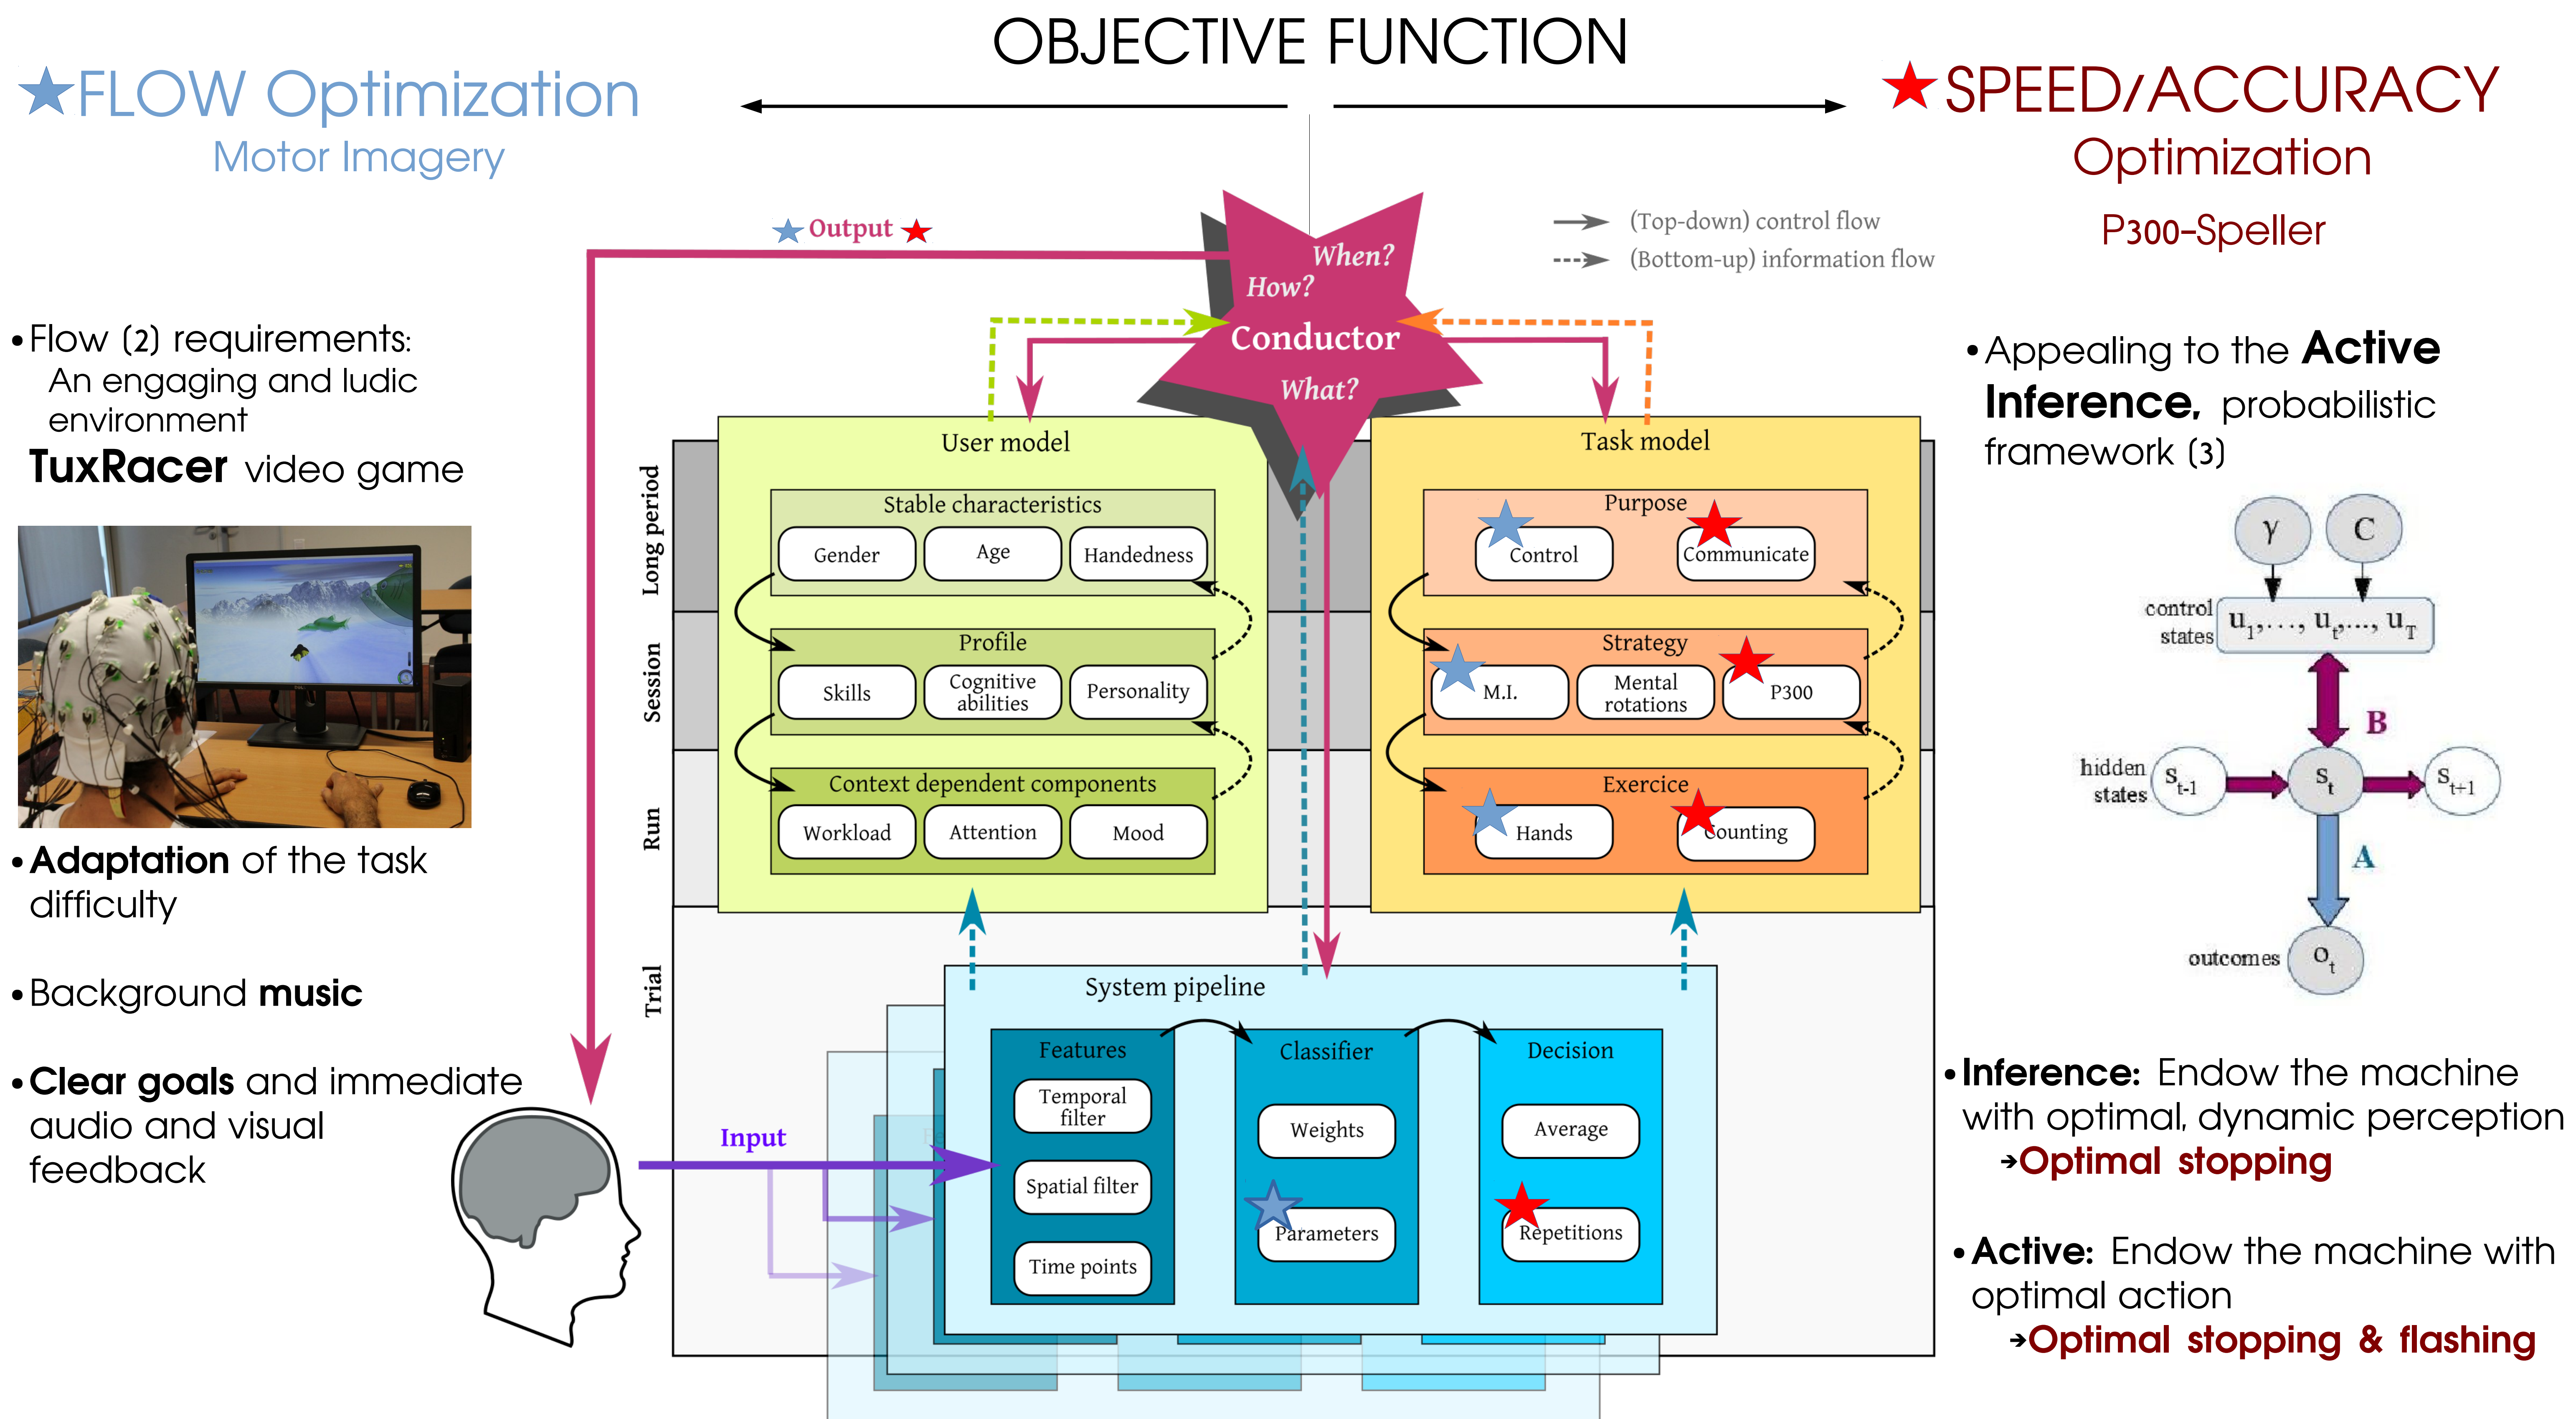 OBJECTIVE FUNCTION
FLOW Optimization
Motor Imagery
SPEED/ACCURACY
Optimization
P300-Speller
Output
(Top-down) control flow
(Bottom-up) information flow
When?
How?
Conductor
What?
• Flow (2) requirements:
An engaging and ludic
environment
TuxRacer video game
• Adaptation of the task
difficulty
• Background music
• Clear goals and immediate
audio and visual
feedback
Long period
Session
Run
Trial
User model
Stable characteristics
Gender
Age
Handedness
Profile
Skills
Cognitive
abilities
Personality
Context dependent components
Workload
Attention
Mood
Task model
Purpose
Control
Communicate
Strategy
M.I.
Mental
rotations
P300
Exercice
Hands
Counting
System pipeline
Features
Temporal
filter
Spatial filter
Time points
Classifier
Weights
Parameters
Decision
Average
Repetitions
Input
• Appealing to the Active
Inference, probabilistic
framework (3)
γ
C
control
states
u1,..., ut,..., uT
B
hidden
states
st-1
st
st+1
A
outcomes
ot
• Inference: Endow the machine
with optimal, dynamic perception
➔Optimal stopping
• Active: Endow the machine with
optimal action
➔Optimal stopping & flashing